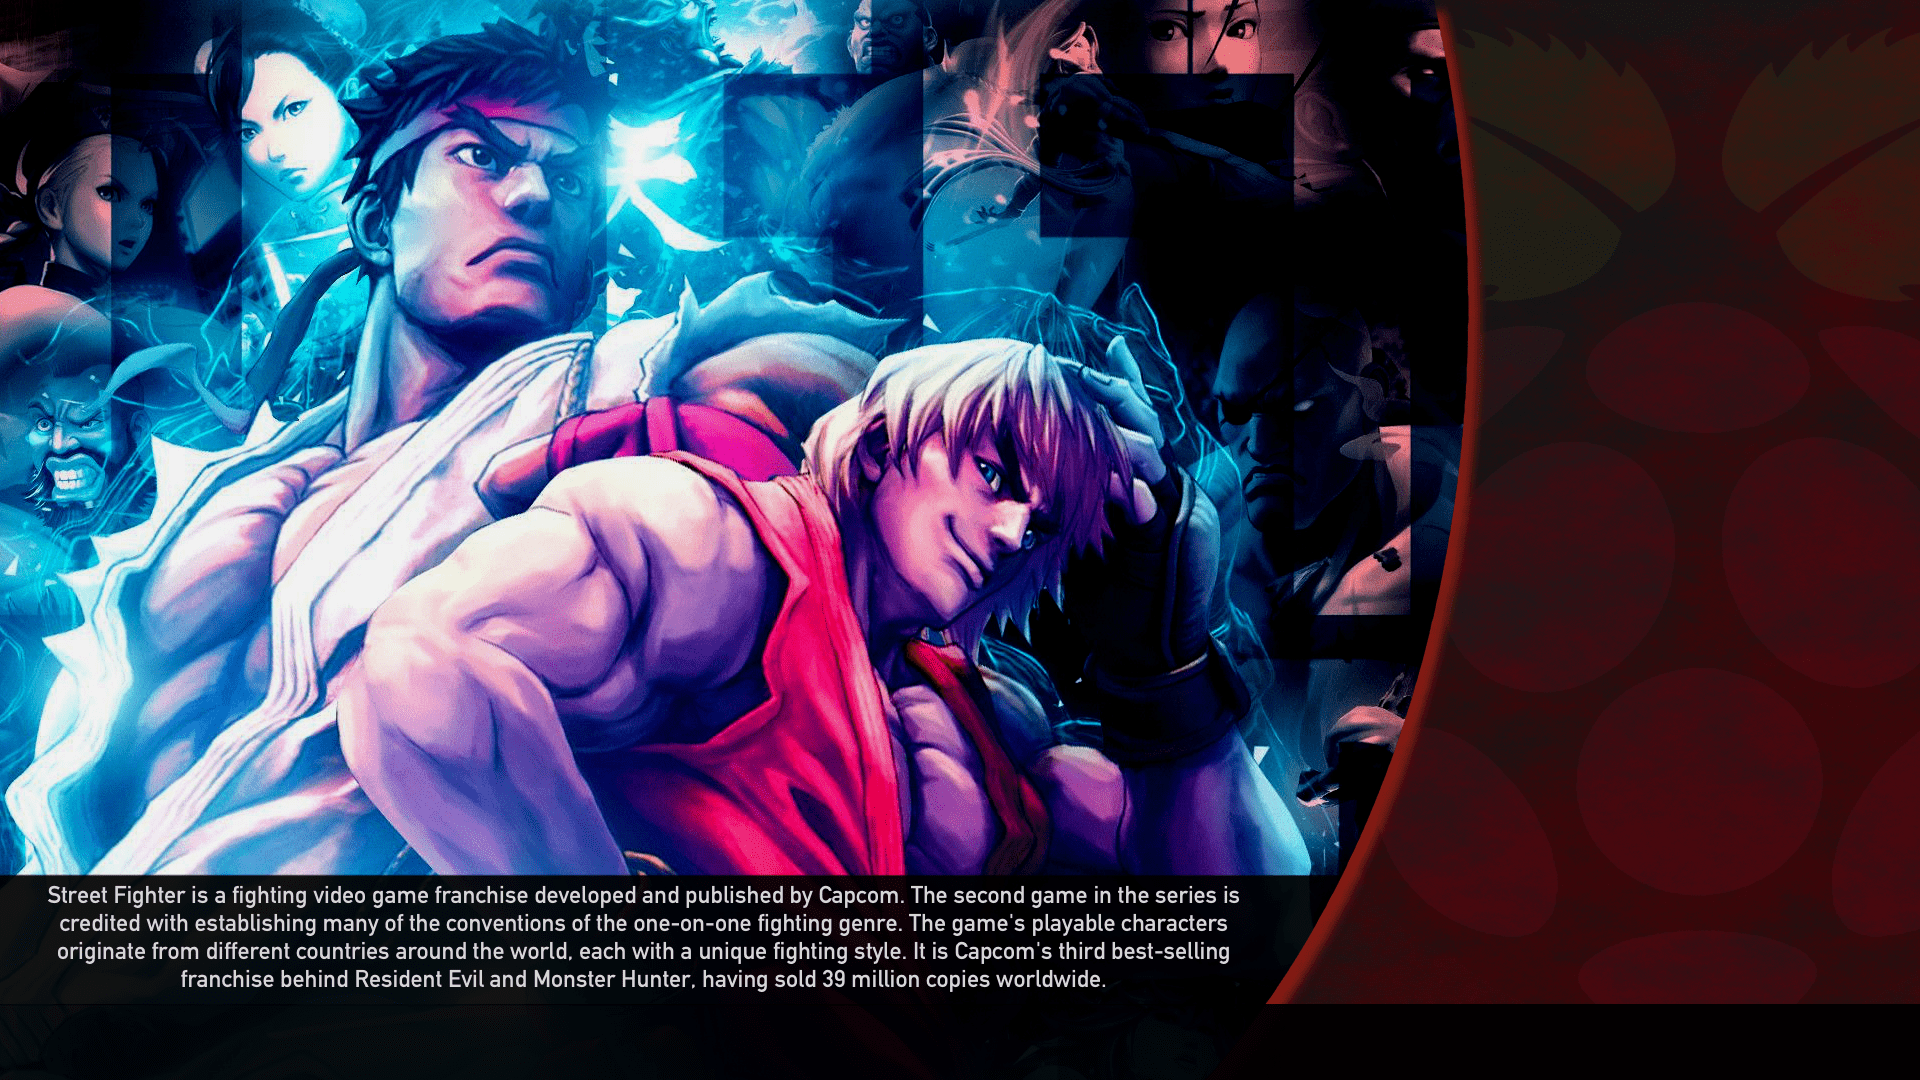 天
Street Fighter is a fighting video game franchise developed and published by Capcom. The second game in the series is
credited with establishing many of the conventions of the one-on-one fighting genre. The game's playable characters
originate from different countries around the world, each with a unique fighting style. It is Capcom's third best-selling
franchise behind Resident Evil and Monster Hunter, having sold 39 million copies worldwide.